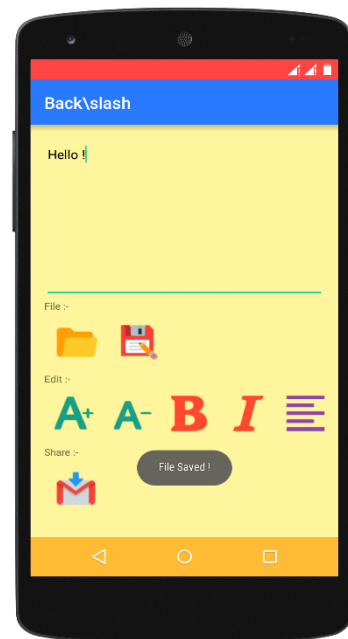 Back\slash
Hello !
File :-
Edit :-
A+ A- B I
Share :-
File Saved !